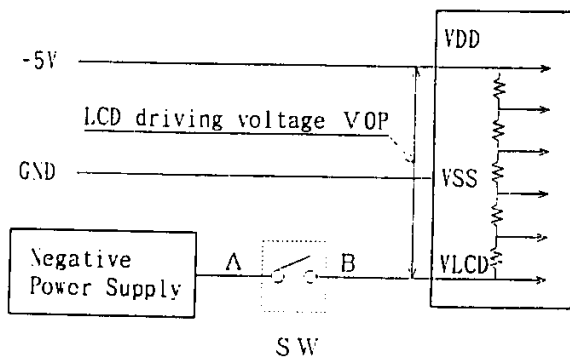 VDD
-5V
LCD driving voltage VOP
GND
VSS
Negative
Power Supply
A
B
VLCD
SW